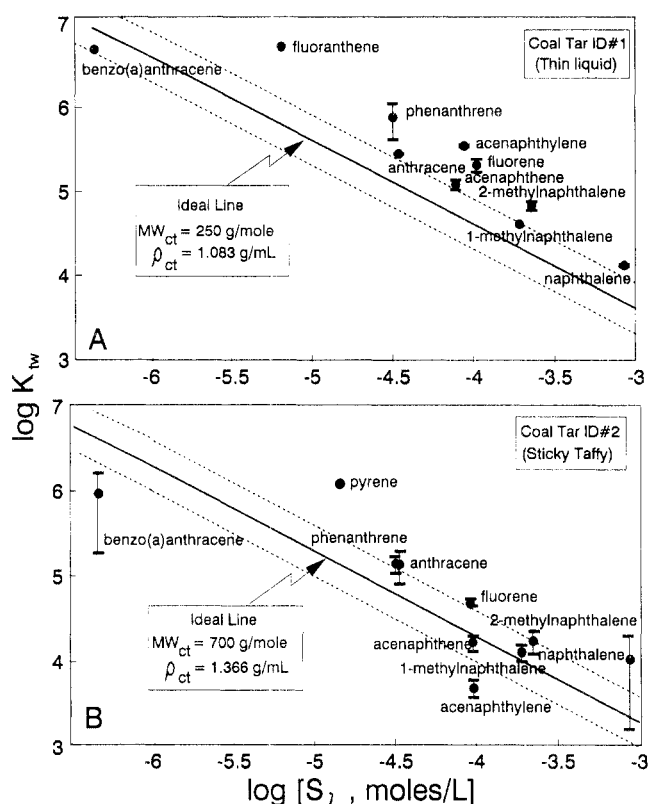 7
6
5
4
3
benzo(a)anthracene
fluoranthene
phenanthrene
anthracene
acenaphthylene
fluorene
acenaphthene
2-methylnaphthalene
1-methylnaphthalene
naphthalene
Coal Tar ID#1
(Thin liquid)
Ideal Line
MWct = 250 g/mole
ρct = 1.083 g/mL
A
-6 -5.5 -5 -4.5 -4 -3.5 -3
log Ktw
7
6
5
4
3
benzo(a)anthracene
pyrene
phenanthrene
anthracene
fluorene
2-methylnaphthalene
acenaphthene
naphthalene
1-methylnaphthalene
acenaphthylene
Coal Tar ID#2
(Sticky Taffy)
Ideal Line
MWct = 700 g/mole
ρct = 1.366 g/mL
B
-6 -5.5 -5 -4.5 -4 -3.5 -3
log [S , moles/L]